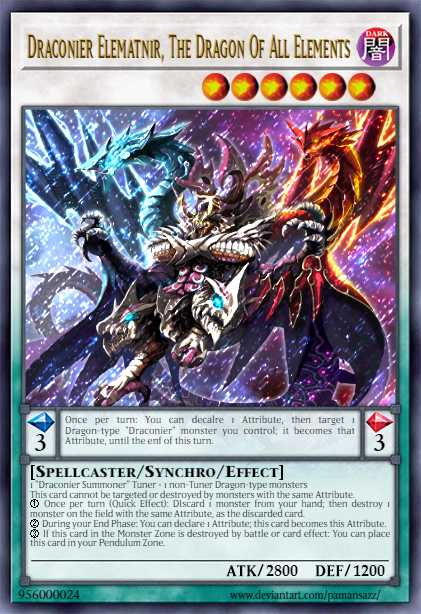 Draconier Elematnir, The Dragon Of All Elements
DARK
闇
Once per turn: You can decalre 1 Attribute, then target 1
Dragon-type "Draconier" monster you control; it becomes that
Attribute, until the enf of this turn.
3
3
[Spellcaster/Synchro/Effect]
1 "Draconier Summoner" Tuner - 1 non-Tuner Dragon-type monsters
This card cannot be targeted or destroyed by monsters with the same Attribute.
① Once per turn (Quick Effect): Discard 1 monster from your hand; then destroy 1
monster on the field with the same Attribute, as the discarded card.
② During your End Phase: You can declare 1 Attribute; this card becomes this Attribute.
③ If this card in the Monster Zone is destroyed by battle or card effect: You can place
this card in your Pendulum Zone.
ATK/2800 DEF/1200
956000024
www.deviantart.com/pamansazz/